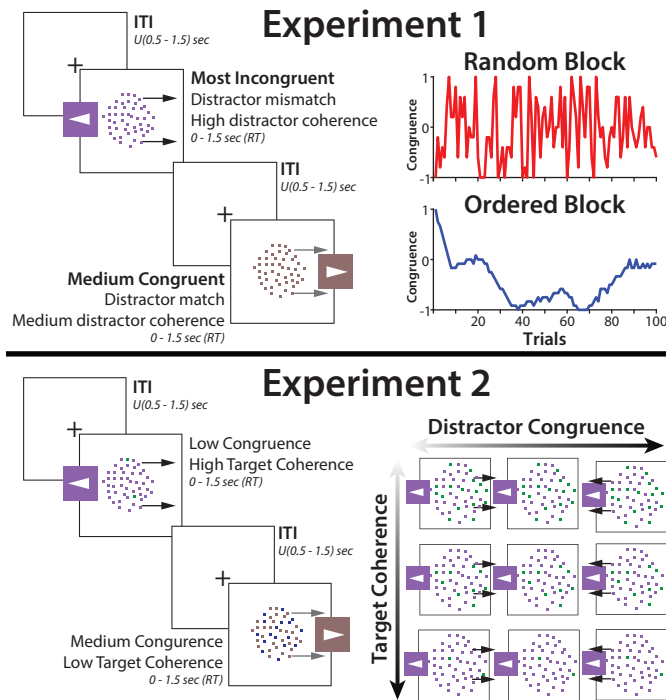 Experiment 1
ITI
U(0.5 - 1.5) sec
+
Most Incongruent
Distractor mismatch
High distractor coherence
0 - 1.5 sec (RT)
ITI
U(0.5 - 1.5) sec
+
Medium Congruent
Distractor match
Medium distractor coherence
0 - 1.5 sec (RT)
Random Block
Congruence
1
0
-1
Ordered Block
Congruence
1
0
-1
20
40
60
80
100
Trials
Experiment 2
ITI
U(0.5 - 1.5) sec
+
Low Congruence
High Target Coherence
0 - 1.5 sec (RT)
ITI
U(0.5 - 1.5) sec
+
Medium Congurence
Low Target Coherence
0 - 1.5 sec (RT)
Distractor Congruence
Target Coherence